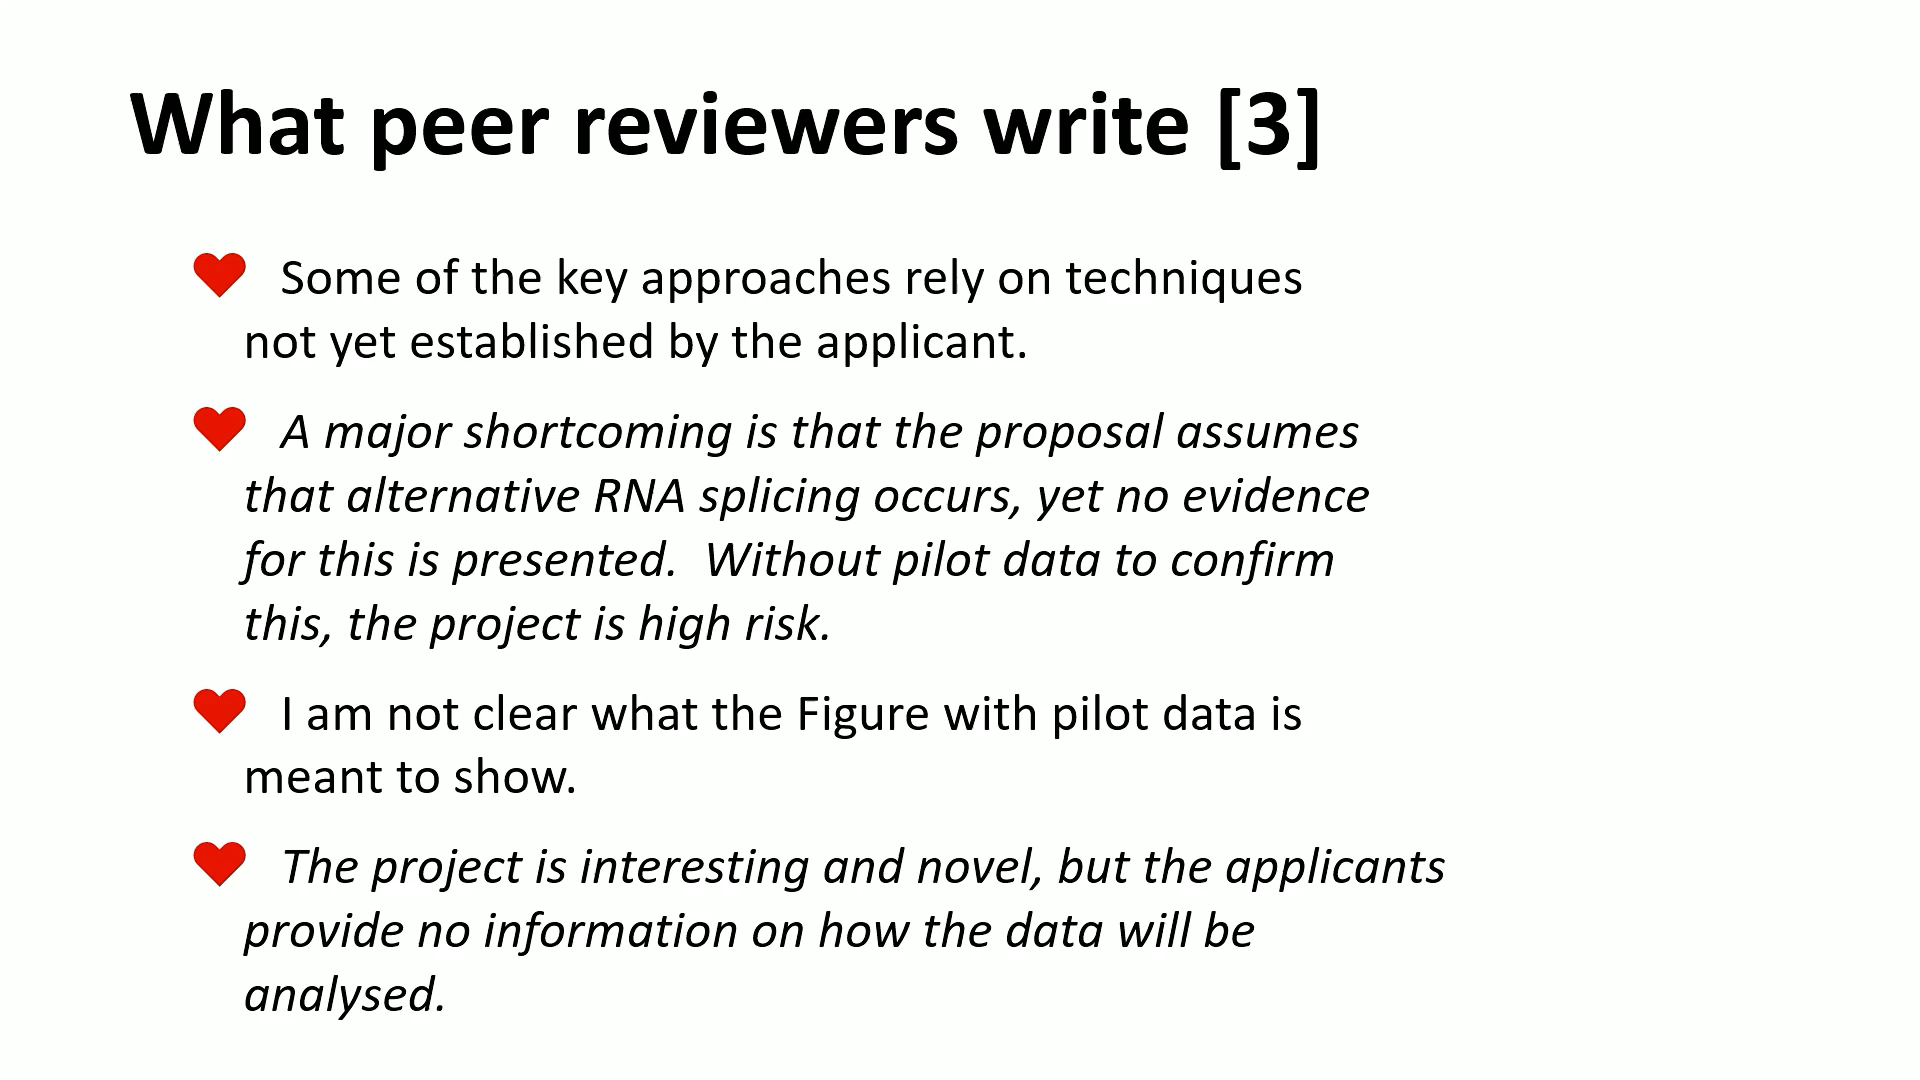 What peer reviewers write [3]
Some of the key approaches rely on techniques
not yet established by the applicant.
A major shortcoming is that the proposal assumes
that alternative RNA splicing occurs, yet no evidence
for this is presented.  Without pilot data to confirm
this, the project is high risk.
I am not clear what the Figure with pilot data is
meant to show.
The project is interesting and novel, but the applicants
provide no information on how the data will be
analysed.